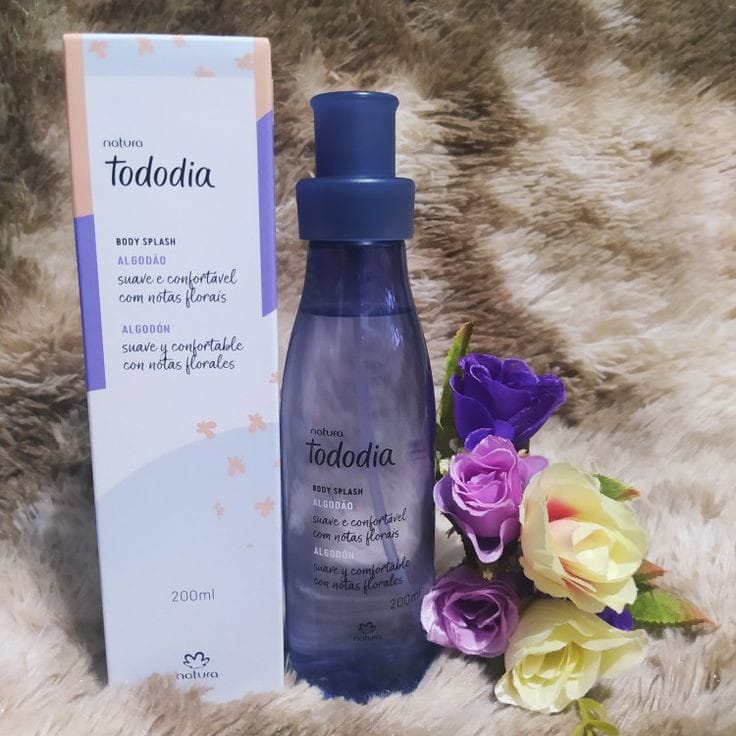 natura
Tododia
BODY SPLASH
ALGODÃO
suave e confortável
com notas florais
ALGODÓN
suave y confortable
con notas florales
200ml
natura
natura
Tododia
BODY SPLASH
ALGODÃO
suave e confortável
com notas florais
ALGODÓN
suave y comfortable
con notas florales
200ml
natura